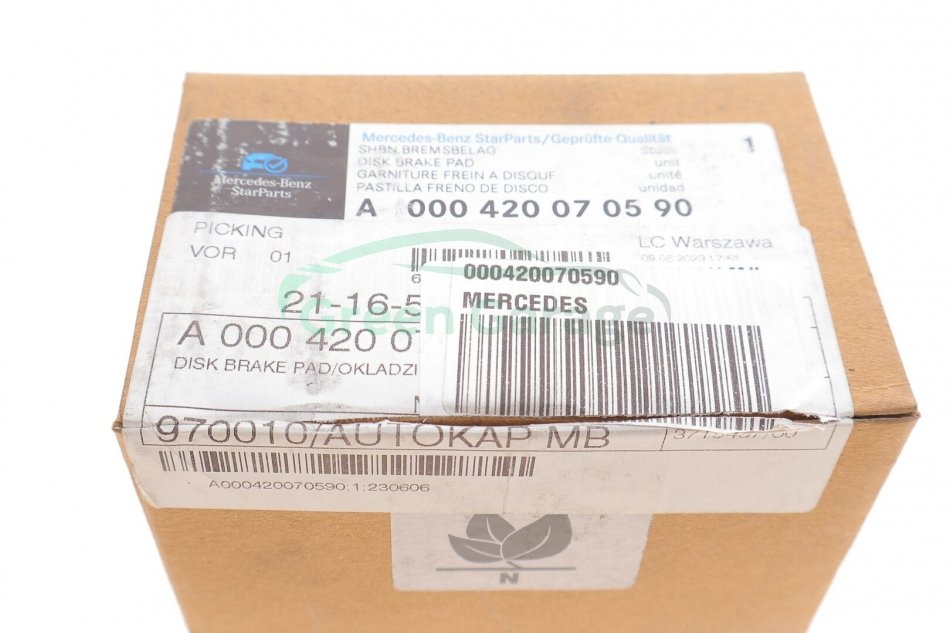 Mercedes-Benz
StarParts
Mercedes-Benz StarParts/Geprüfte Qualität
SHBN.BREMSBELAG Stück
DISK BRAKE PAD unit
GARNITURE FREIN A DISQUE unité
PASTILLA FRENO DE DISCO unidad
1
A 000 420 07 05 90
PICKING
VOR 01
LC Warszawa
21-16-5
000420070590
MERCEDES
Green Garage
A 000 420 0
DISK BRAKE PAD/OKLADZI
970010/AUTOKAP MB
A000420070590;1;230606
N